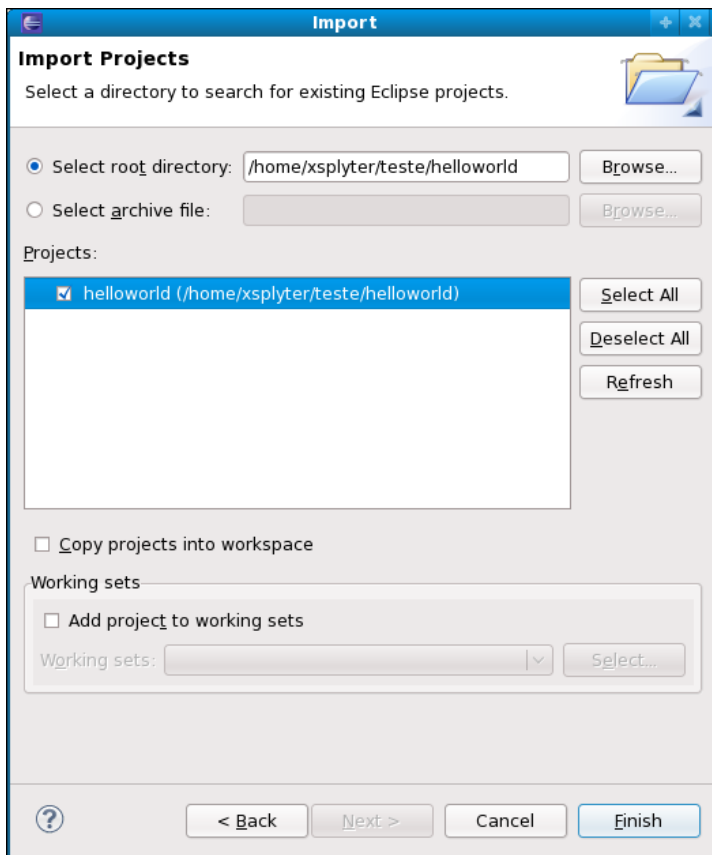 Import
Import Projects
Select a directory to search for existing Eclipse projects.
Select root directory: /home/xsplyter/teste/helloworld Browse...
Select archive file: Browse...
Projects:
helloworld (/home/xsplyter/teste/helloworld)
Select All
Deselect All
Refresh
Copy projects into workspace
Working sets
Add project to working sets
Working sets: Select...
? < Back Next > Cancel Finish